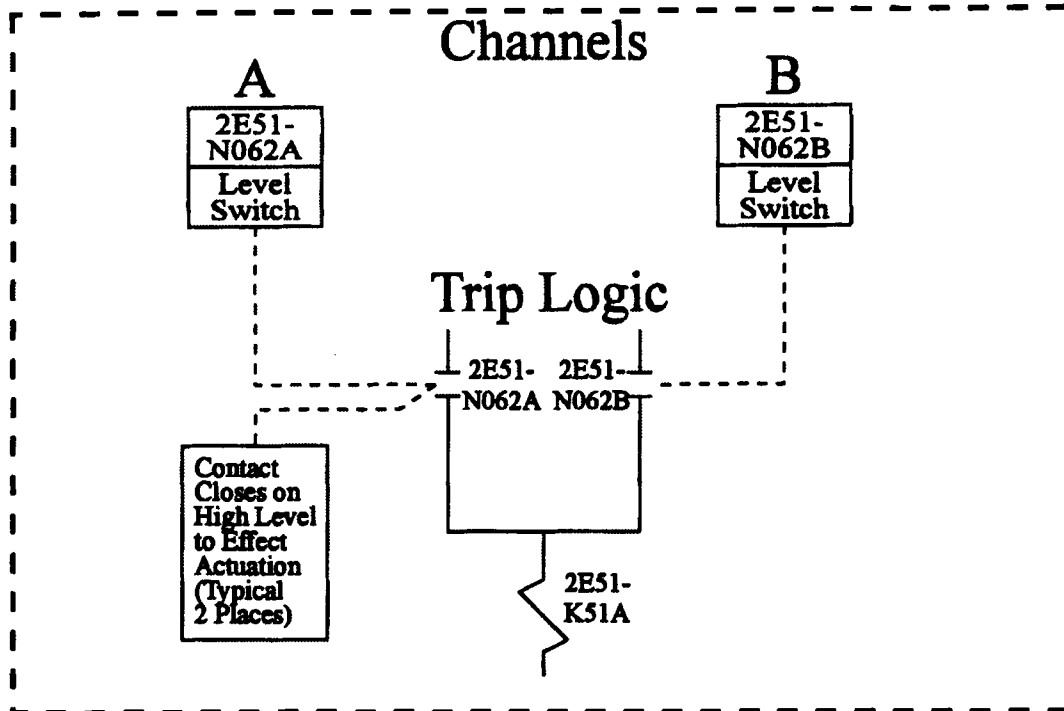 Channels
A
2E51-
N062A
Level
Switch
B
2E51-
N062B
Level
Switch
Trip Logic
2E51-
N062A
2E51-
N062B
Contact
Closes on
High Level
to Effect
Actuation
(Typical
2 Places)
2E51-
K51A